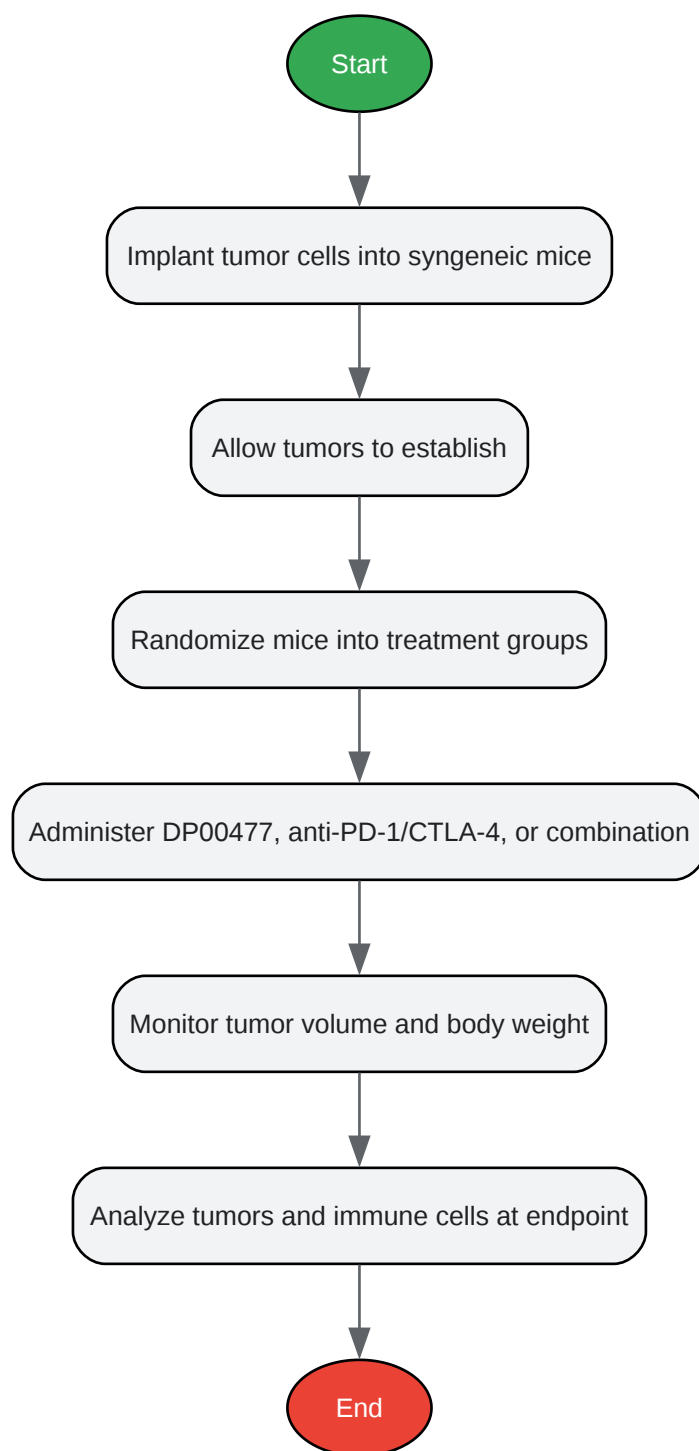 Start
Implant tumor cells into syngeneic mice
Allow tumors to establish
Randomize mice into treatment groups
Administer DP00477, anti-PD-1/CTLA-4, or combination
Monitor tumor volume and body weight
Analyze tumors and immune cells at endpoint
End